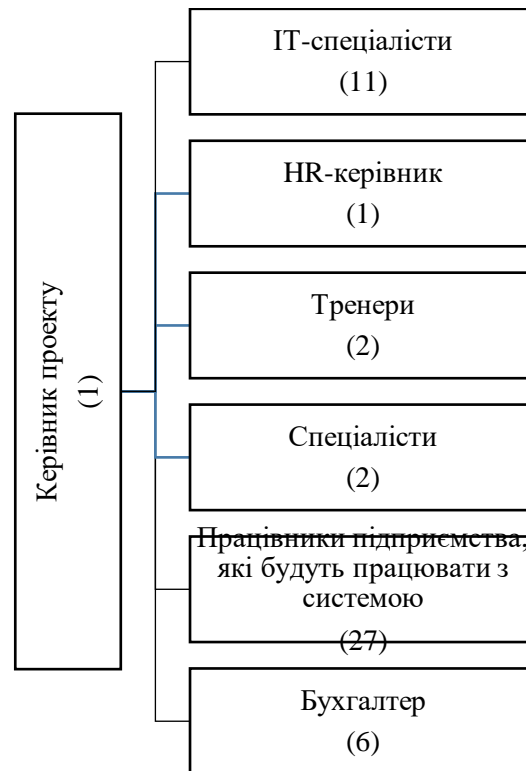 Керівник проекту
(1)
ІТ-спеціалісти
(11)
HR-керівник
(1)
Тренери
(2)
Спеціалісти
(2)
Працівники підприємства,
які будуть працювати з
системою
(27)
Бухгалтер
(6)